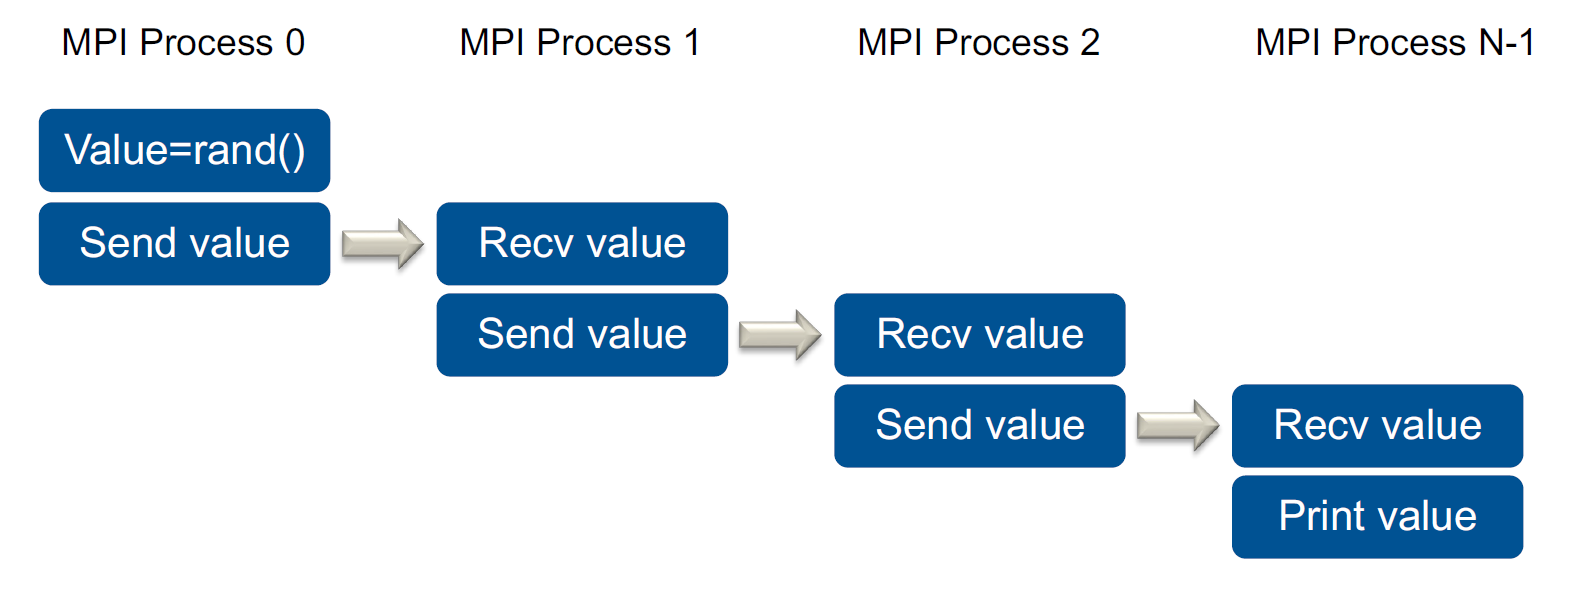 MPI Process 0
MPI Process 1
MPI Process 2
MPI Process N-1
Value=rand()
Send value
Recv value
Send value
Recv value
Send value
Recv value
Print value